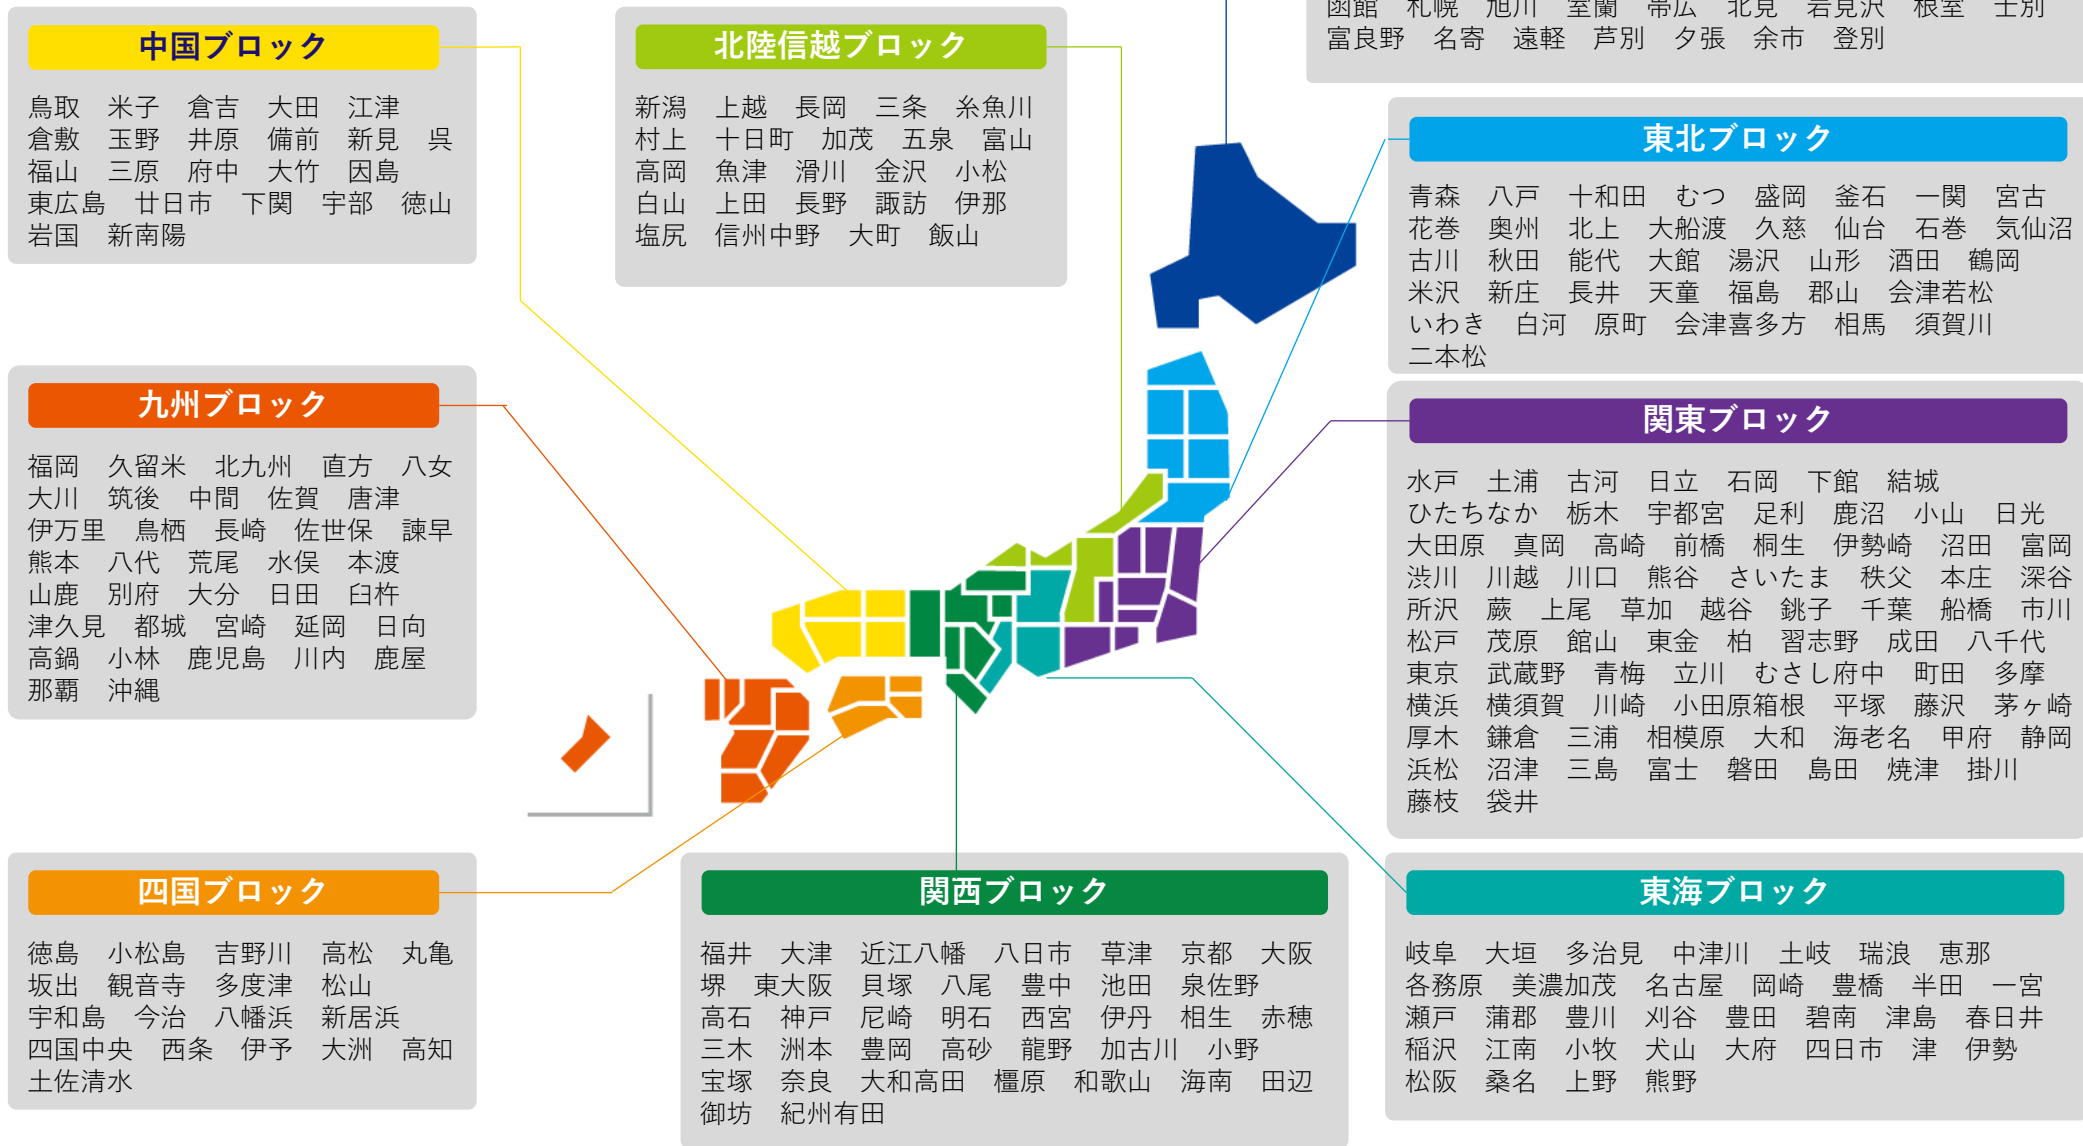 函館　札幌　旭川　室蘭　帯広　北見　岩見沢　根室　士別
富良野　名寄　遠軽　芦別　夕張　余市　登別
中国ブロック
鳥取　米子　倉吉　大田　江津
倉敷　玉野　井原　備前　新見　呉
福山　三原　府中　大竹　因島
東広島　廿日市　下関　宇部　徳山
岩国　新南陽
北陸信越ブロック
新潟　上越　長岡　三条　糸魚川
村上　十日町　加茂　五泉　富山
高岡　魚津　滑川　金沢　小松
白山　上田　長野　諏訪　伊那
塩尻　信州中野　大町　飯山
東北ブロック
青森　八戸　十和田　むつ　盛岡　釜石　一関　宮古
花巻　奥州　北上　大船渡　久慈　仙台　石巻　気仙沼
古川　秋田　能代　大館　湯沢　山形　酒田　鶴岡
米沢　新庄　長井　天童　福島　郡山　会津若松
いわき　白河　原町　会津喜多方　相馬　須賀川
二本松
九州ブロック
福岡　久留米　北九州　直方　八女
大川　筑後　中間　佐賀　唐津
伊万里　鳥栖　長崎　佐世保　諫早
熊本　八代　荒尾　水俣　本渡
山鹿　別府　大分　日田　臼杵
津久見　都城　宮崎　延岡　日向
高鍋　小林　鹿児島　川内　鹿屋
那覇　沖縄
関東ブロック
水戸　土浦　古河　日立　石岡　下館　結城
ひたちなか　栃木　宇都宮　足利　鹿沼　小山　日光
大田原　真岡　高崎　前橋　桐生　伊勢崎　沼田　富岡
渋川　川越　川口　熊谷　さいたま　秩父　本庄　深谷
所沢　蕨　上尾　草加　越谷　銚子　千葉　船橋　市川
松戸　茂原　館山　東金　柏　習志野　成田　八千代
東京　武蔵野　青梅　立川　むさし府中　町田　多摩
横浜　横須賀　川崎　小田原箱根　平塚　藤沢　茅ヶ崎
厚木　鎌倉　三浦　相模原　大和　海老名　甲府　静岡
浜松　沼津　三島　富士　磐田　島田　焼津　掛川
藤枝　袋井
四国ブロック
徳島　小松島　吉野川　高松　丸亀
坂出　観音寺　多度津　松山
宇和島　今治　八幡浜　新居浜
四国中央　西条　伊予　大洲　高知
土佐清水
関西ブロック
福井　大津　近江八幡　八日市　草津　京都　大阪
堺　東大阪　貝塚　八尾　豊中　池田　泉佐野
高石　神戸　尼崎　明石　西宮　伊丹　相生　赤穂
三木　洲本　豊岡　高砂　龍野　加古川　小野
宝塚　奈良　大和高田　橿原　和歌山　海南　田辺
御坊　紀州有田
東海ブロック
岐阜　大垣　多治見　中津川　土岐　瑞浪　恵那
各務原　美濃加茂　名古屋　岡崎　豊橋　半田　一宮
瀬戸　蒲郡　豊川　刈谷　豊田　碧南　津島　春日井
稲沢　江南　小牧　犬山　大府　四日市　津　伊勢
松阪　桑名　上野　熊野